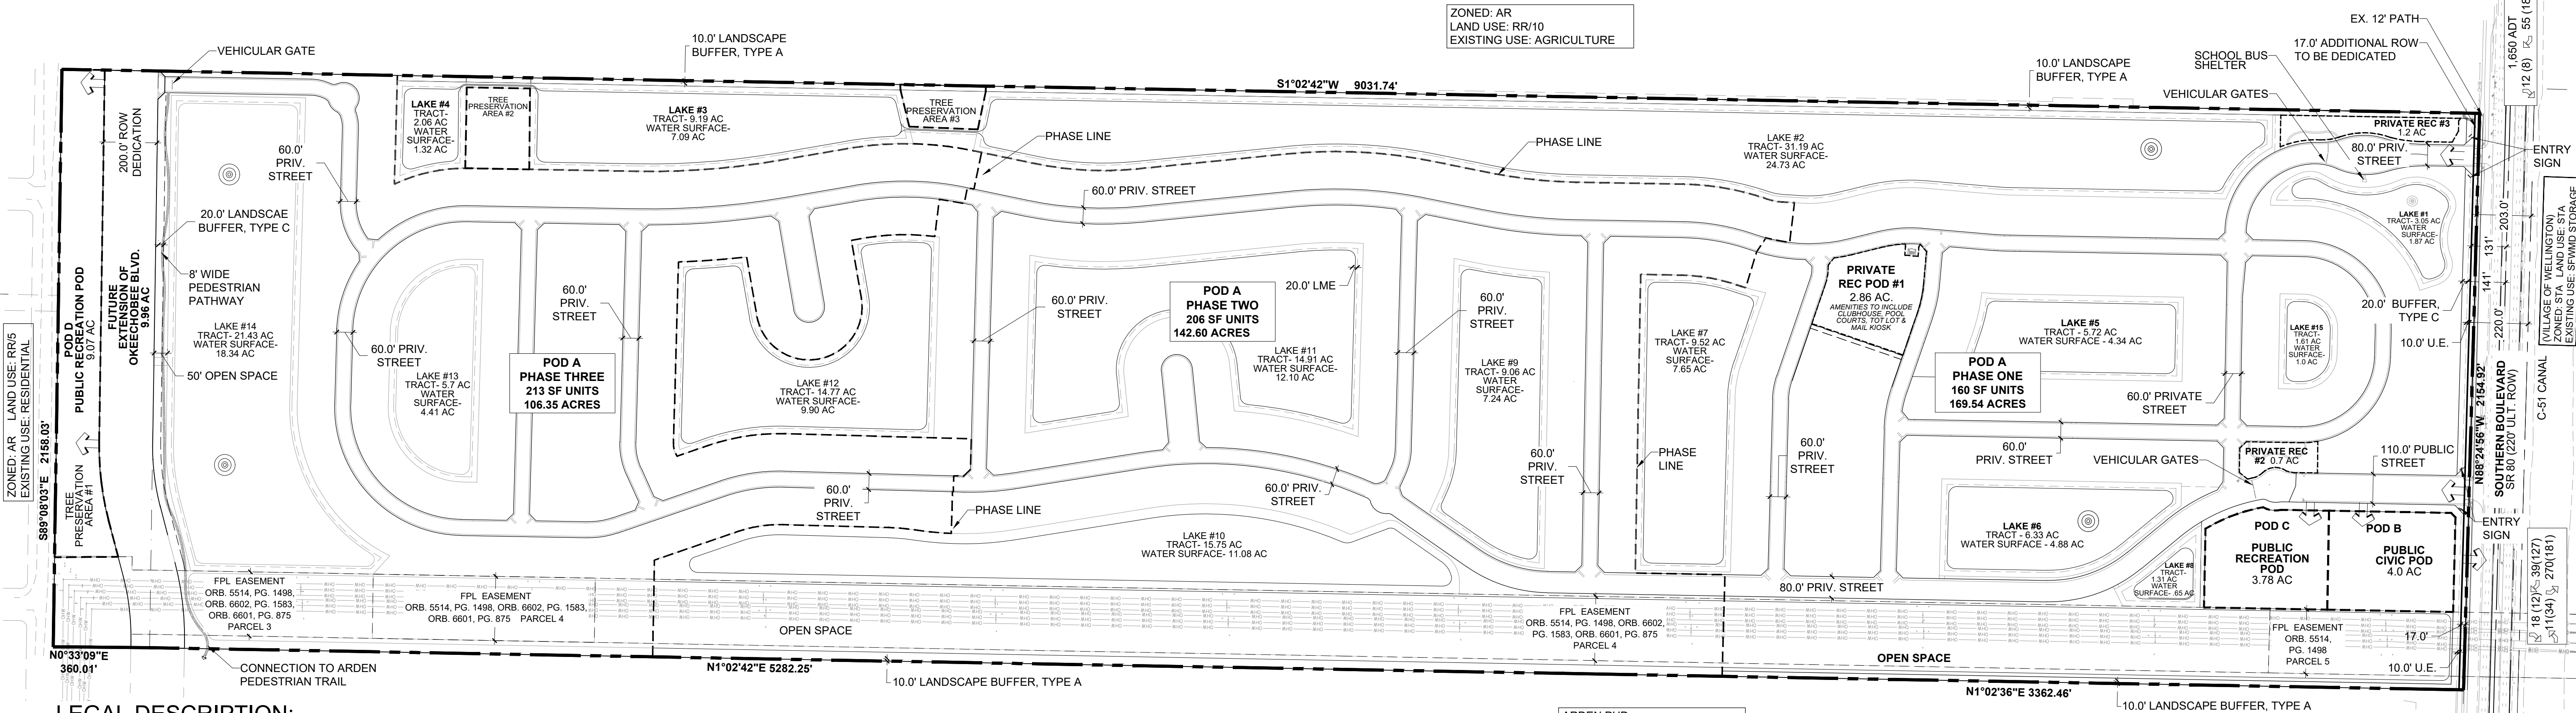 ZONED: AR
LAND USE: RR/10
EXISTING USE: AGRICULTURE
VEHICULAR GATE
10.0' LANDSCAPE
BUFFER, TYPE A
S1°02'42"W 9031.74'
10.0' LANDSCAPE
BUFFER, TYPE A
EX. 12' PATH
17.0' ADDITIONAL ROW
TO BE DEDICATED
SCHOOL BUS
SHELTER
VEHICULAR GATES
1,650 ADT
12 (8)
55 (18
200.0' ROW
DEDICATION
60.0'
PRIV.
STREET
LAKE #4
TRACT-
2.06 AC
WATER
SURFACE-
1.32 AC
TREE
PRESERVATION
AREA #2
LAKE #3
TRACT- 9.19 AC
WATER SURFACE-
7.09 AC
TREE
PRESERVATION
AREA #3
PHASE LINE
PHASE LINE
LAKE #2
TRACT- 31.19 AC
WATER SURFACE-
24.73 AC
PRIVATE REC #3
1.2 AC
80.0' PRIV.
STREET
ENTRY
SIGN
60.0' PRIV. STREET
20.0' LANDSCAE
BUFFER, TYPE C
8' WIDE
PEDESTRIAN
PATHWAY
POD D
PUBLIC RECREATION POD
9.07 AC
FUTURE
EXTENSION OF
OKEECHOBEE BLVD.
9.96 AC
LAKE #14
TRACT- 21.43 AC
WATER SURFACE-
18.34 AC
50' OPEN SPACE
ZONED: AR LAND USE: RR/5
EXISTING USE: RESIDENTIAL
S89°08'03"E 2158.03'
TREE
PRESERVATION
AREA #1
60.0' PRIV.
STREET
LAKE #13
TRACT- 5.7 AC
WATER
SURFACE-
4.41 AC
60.0'
PRIV.
STREET
POD A
PHASE THREE
213 SF UNITS
106.35 ACRES
LAKE #12
TRACT- 14.77 AC
WATER SURFACE-
9.90 AC
60.0' PRIV.
STREET
POD A
PHASE TWO
206 SF UNITS
142.60 ACRES
20.0' LME
LAKE #11
TRACT- 14.91 AC
WATER SURFACE-
12.10 AC
60.0'
PRIV.
STREET
LAKE #9
TRACT- 9.06 AC
WATER
SURFACE-
7.24 AC
LAKE #7
TRACT- 9.52 AC
WATER
SURFACE-
7.65 AC
PRIVATE
REC POD #1
2.86 AC.
AMENITIES TO INCLUDE
CLUBHOUSE, POOL
COURTS, TOT LOT &
MAIL KIOSK
LAKE #5
TRACT - 5.72 AC
WATER SURFACE - 4.34 AC
POD A
PHASE ONE
160 SF UNITS
169.54 ACRES
LAKE #1
TRACT- 3.05 AC
WATER
SURFACE-
1.87 AC
LAKE #15
TRACT-
1.61 AC
WATER
SURFACE-
1.0 AC
20.0' BUFFER,
TYPE C
10.0' U.E.
60.0' PRIVATE
STREET
203.0'
131'
141'
220.0'
(VILLAGE OF WELLINGTON)
ZONED: STA LAND USE: STA
EXISTING USE: SFWMD STORAGE
C-51 CANAL
SOUTHERN BOULEVARD
SR 80 (220' ULT. ROW)
N88°24'56"W 2154.92'
60.0'
PRIV.
STREET
PHASE LINE
60.0' PRIV.
STREET
60.0'
PRIV.
STREET
PHASE
LINE
60.0'
PRIV.
STREET
60.0'
PRIV. STREET
VEHICULAR GATES
PRIVATE REC
#2 0.7 AC
110.0' PUBLIC
STREET
ENTRY
SIGN
LAKE #10
TRACT- 15.75 AC
WATER SURFACE- 11.08 AC
LAKE #6
TRACT - 6.33 AC
WATER SURFACE - 4.88 AC
LAKE #8
TRACT-
1.31 AC
WATER
SURFACE- .65 AC
POD C
PUBLIC
RECREATION
POD
3.78 AC
POD B
PUBLIC
CIVIC POD
4.0 AC
80.0' PRIV. STREET
18 (12)
39(127)
11(34)
270(181)
FPL EASEMENT
ORB. 5514, PG. 1498,
ORB. 6602, PG. 1583,
ORB. 6601, PG. 875
PARCEL 3
FPL EASEMENT
ORB. 5514, PG. 1498, ORB. 6602, PG. 1583,
ORB. 6601, PG. 875 PARCEL 4
OPEN SPACE
FPL EASEMENT
ORB. 5514, PG. 1498, ORB. 6602,
PG. 1583, ORB. 6601, PG. 875
PARCEL 4
OPEN SPACE
FPL EASEMENT
ORB. 5514,
PG. 1498
PARCEL 5
17.0'
10.0' U.E.
N0°33'09"E
360.01'
CONNECTION TO ARDEN
PEDESTRIAN TRAIL
N1°02'42"E 5282.25'
10.0' LANDSCAPE BUFFER, TYPE A
N1°02'36"E 3362.46'
10.0' LANDSCAPE BUFFER, TYPE A
LEGAL DESCRIPTION:
ARDEN PUD